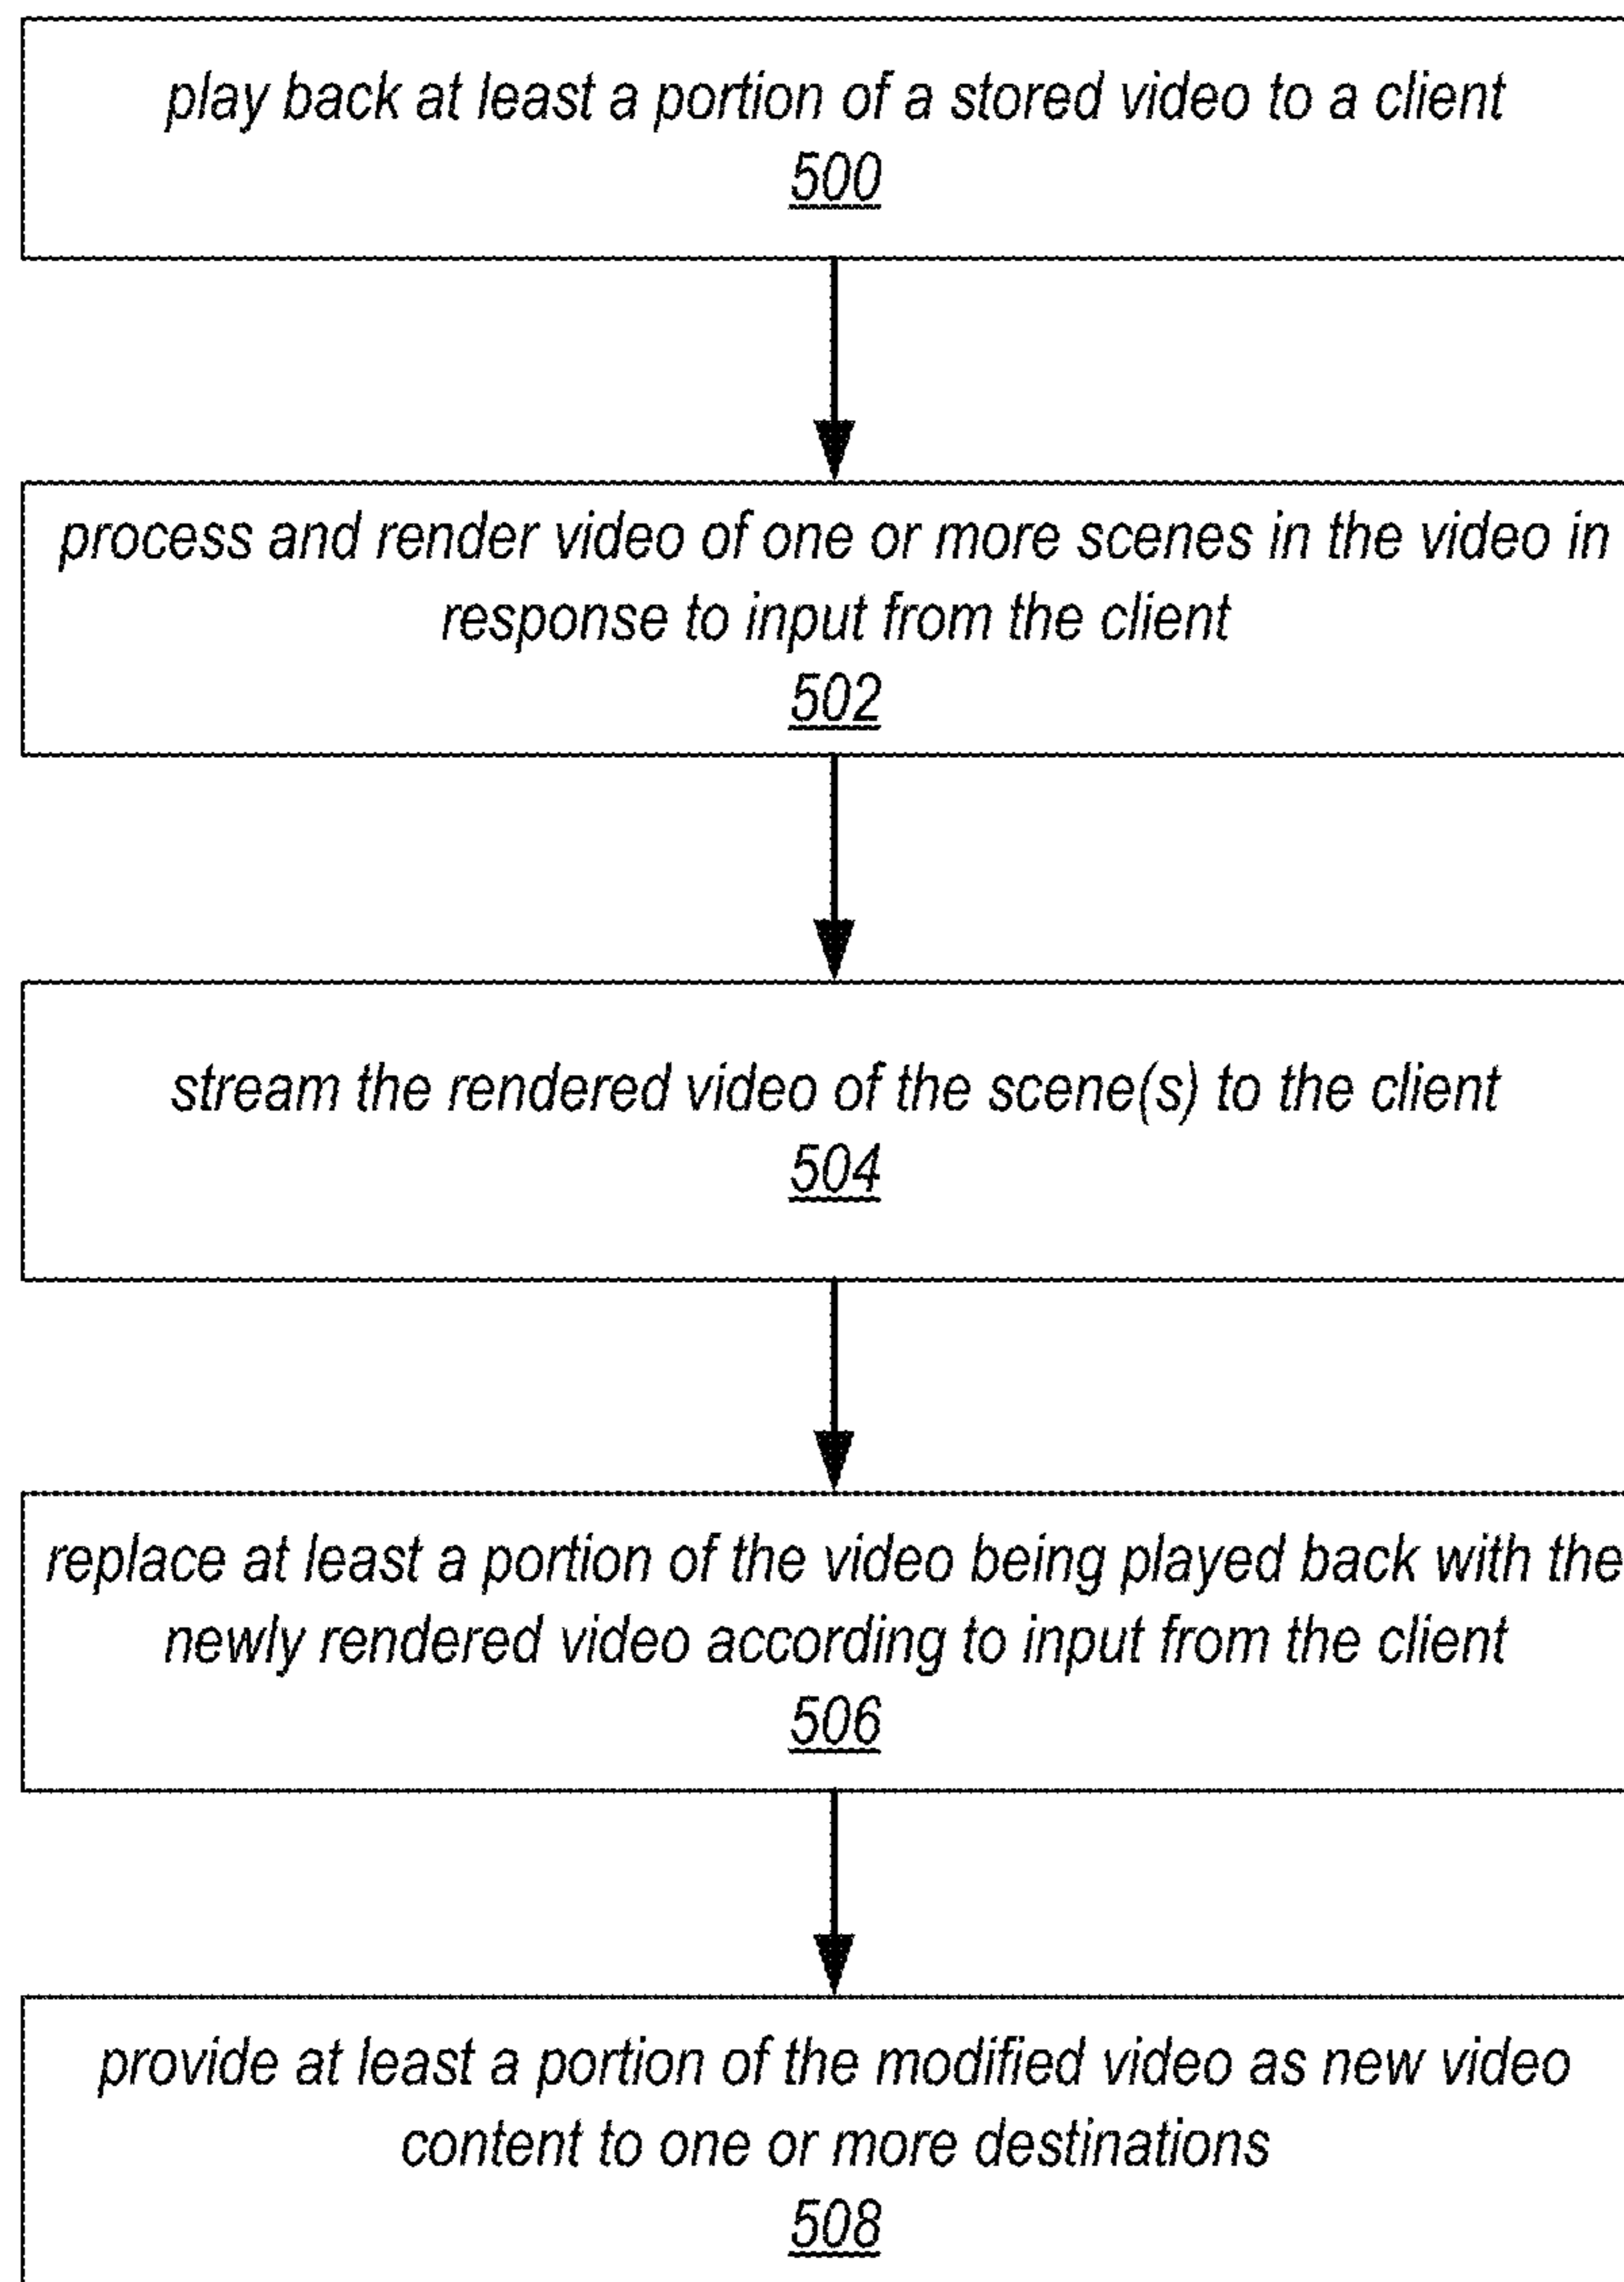 play back at least a portion of a stored video to a client
500
process and render video of one or more scenes in the video in
response to input from the client
502
stream the rendered video of the scene(s) to the client
504
replace at least a portion of the video being played back with the
newly rendered video according to input from the client
506
provide at least a portion of the modified video as new video
content to one or more destinations
508